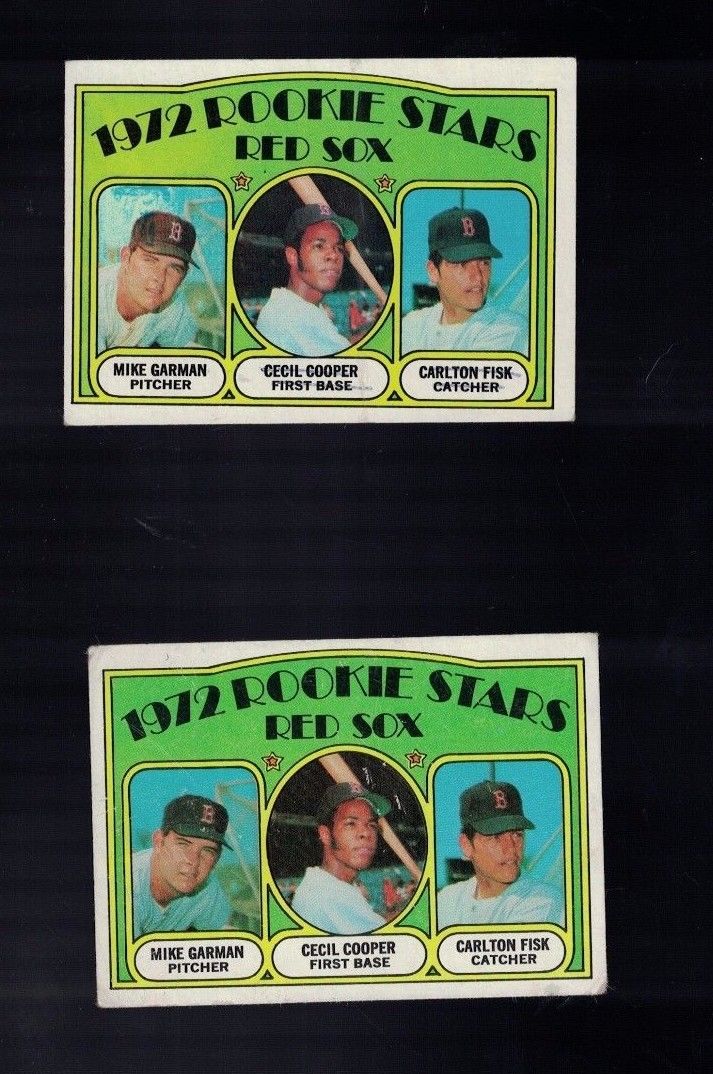 1972 ROOKIE STARS
RED SOX
B
B
B
MIKE GARMAN
PITCHER
CECIL COOPER
FIRST BASE
CARLTON FISK
CATCHER
1972 ROOKIE STARS
RED SOX
B
B
B
MIKE GARMAN
PITCHER
CECIL COOPER
FIRST BASE
CARLTON FISK
CATCHER